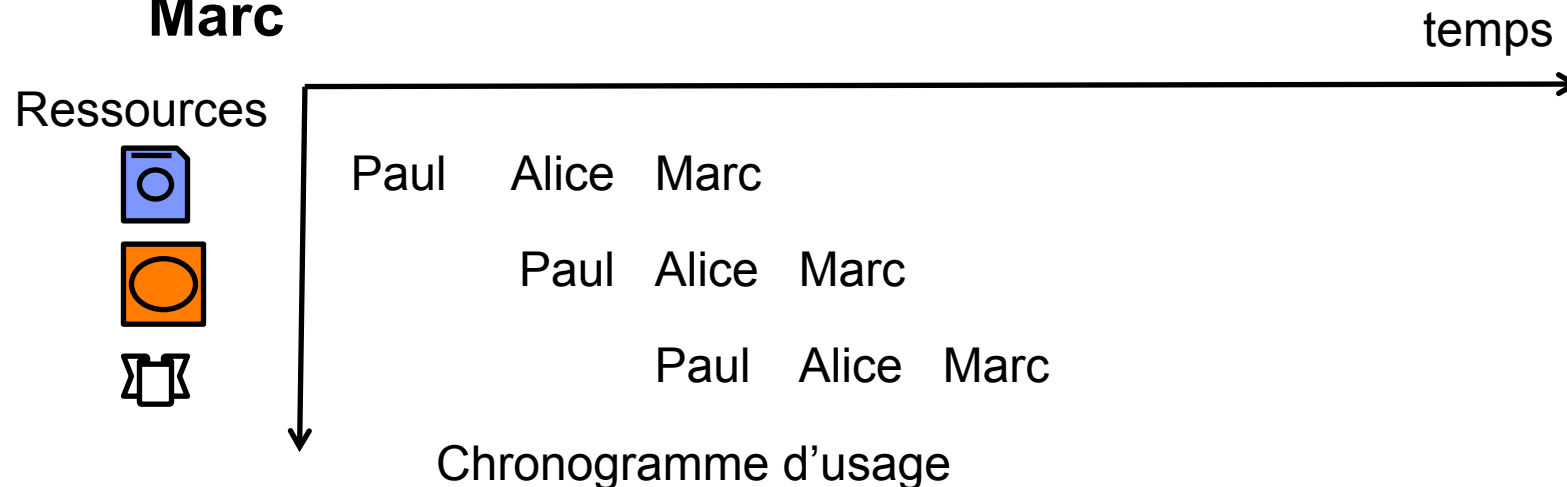 Marc
temps
Ressources
Paul Alice Marc
Paul Alice Marc
Paul Alice Marc
Chronogramme d’usage